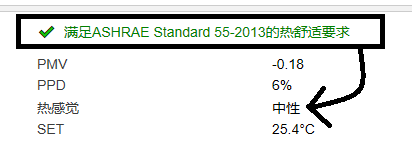 满足ASHRAE Standard 55-2013的热舒适要求
PMV -0.18
PPD 6%
热感觉 中性
SET 25.4°C